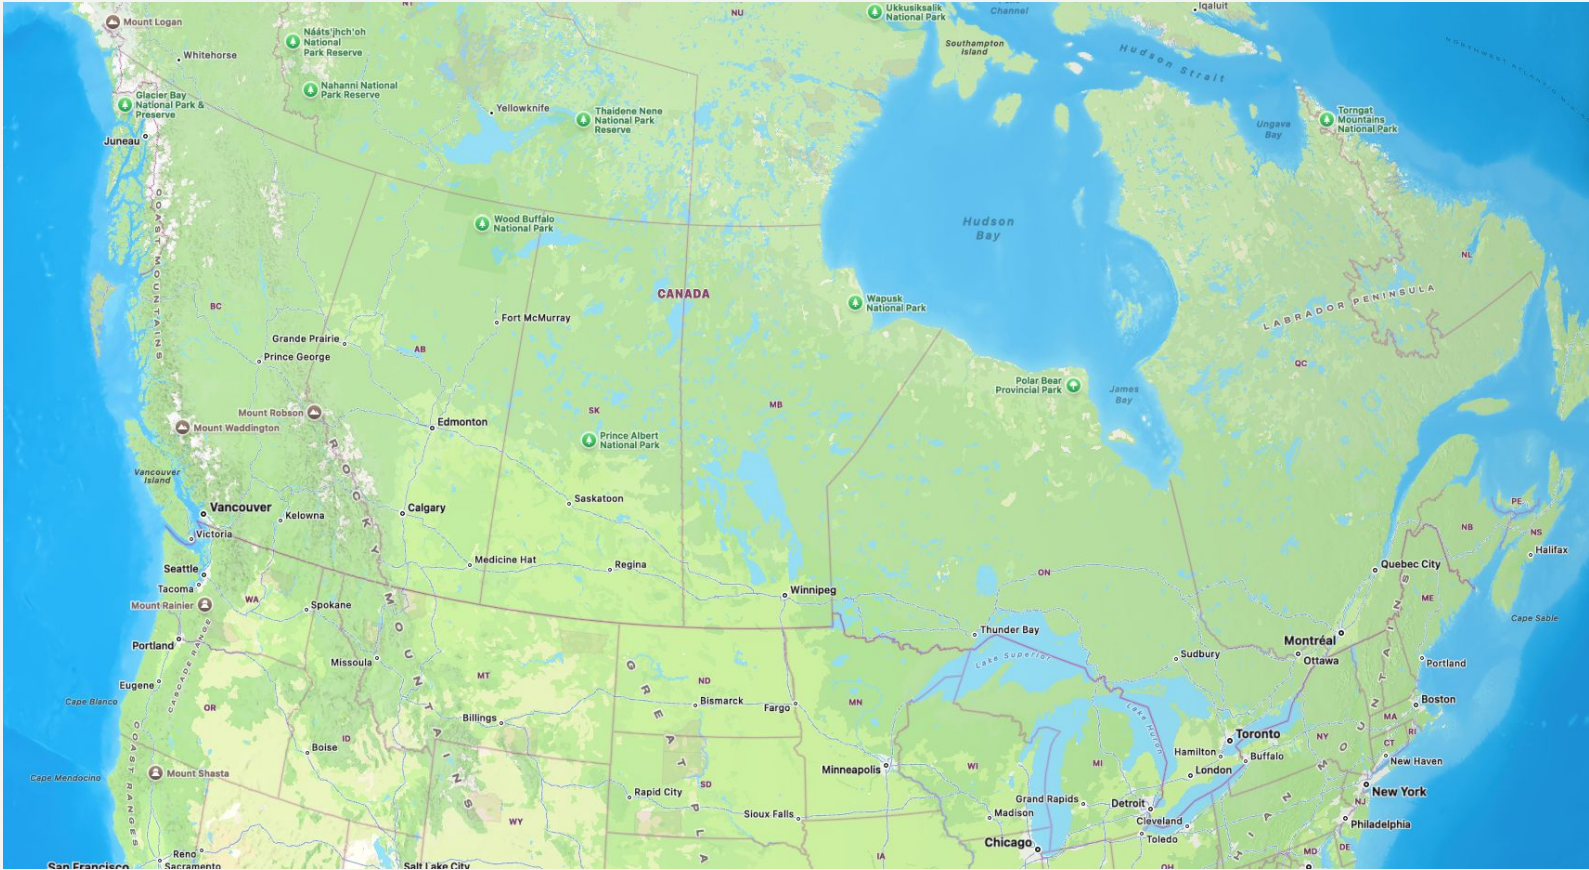 NT
NU
Ukkusiksalik
National Park
Channel
Iqaluit
Mount Logan
Nááts'įhch'oh
National
Park Reserve
Southampton
Island
Hudson Strait
NORTHWEST ATLANTIC
Whitehorse
Nahanni National
Park Reserve
Glacier Bay
National Park &
Preserve
Yellowknife
Thaidene Nene
National Park
Reserve
Torngat
Mountains
National Park
Ungava
Bay
Juneau
COAST MOUNTAINS
Wood Buffalo
National Park
Hudson
Bay
NL
CANADA
BC
Wapusk
National Park
LABRADOR PENINSULA
Fort McMurray
Grande Prairie
Prince George
AB
QC
Polar Bear
Provincial Park
James
Bay
SK
MB
Mount Robson
Mount Waddington
Edmonton
Prince Albert
National Park
ROCKY MOUNTAINS
Vancouver
Island
Vancouver
Kelowna
Calgary
Saskatoon
PE
NB
NS
Victoria
Medicine Hat
Regina
Halifax
Seattle
Tacoma
Mount Rainier
WA
Spokane
Winnipeg
ON
Quebec City
ME
Cape Sable
Portland
CASCADE RANGE
Missoula
Thunder Bay
Lake Superior
Sudbury
Montréal
Ottawa
Portland
Eugene
Cape Blanco
OR
MT
GREAT PLA
ND
Bismarck
Fargo
MN
Boston
MA
RI
CT
Billings
ID
Boise
Lake Huron
Toronto
Hamilton
Buffalo
London
NY
New Haven
COAST RANGES
Cape Mendocino
Mount Shasta
Minneapolis
WI
MI
SD
Rapid City
Sioux Falls
WY
Madison
Grand Rapids
Detroit
Cleveland
Toledo
New York
NJ
Philadelphia
IAN MOUNTAINS
Chicago
IA
OH
MD
DE
Reno
San Francisco
Sacramento
Salt Lake City